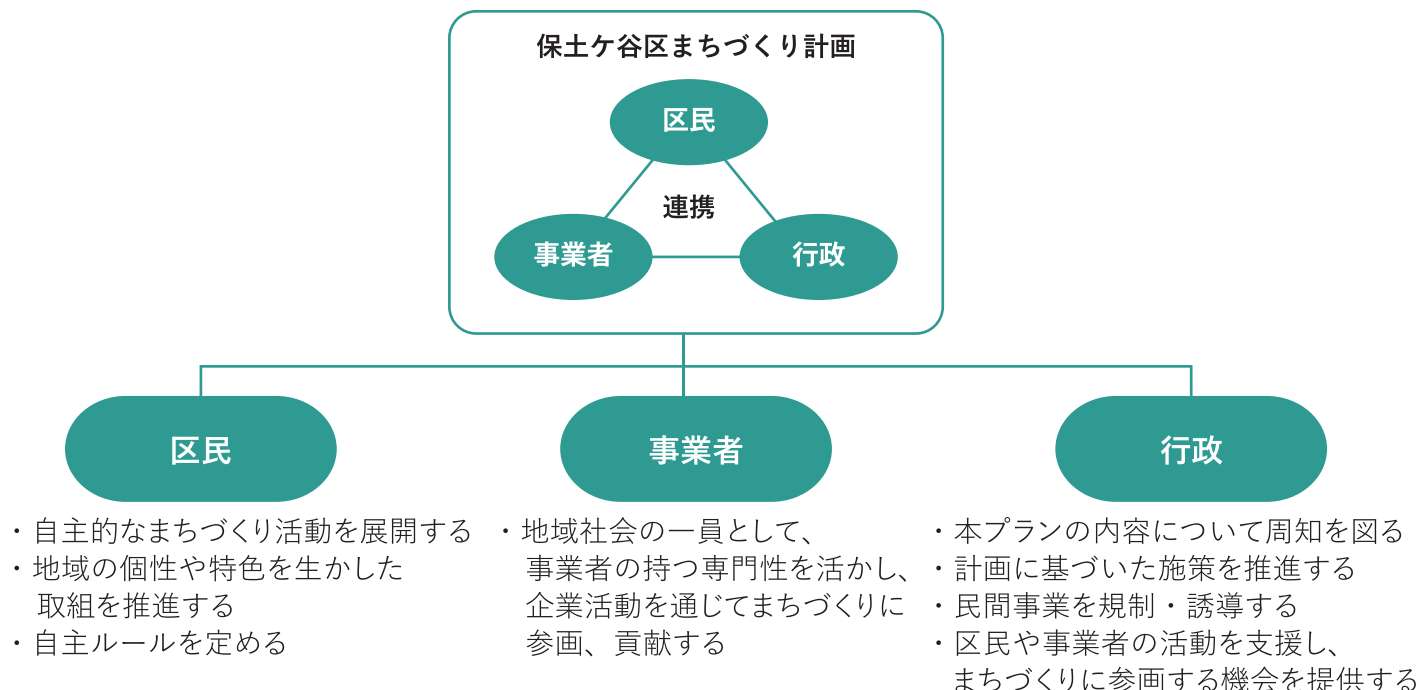 保土ケ谷区まちづくり計画
区民
連携
事業者
行政
区民
・自主的なまちづくり活動を展開する
・地域の個性や特色を生かした
取組を推進する
・自主ルールを定める
事業者
・地域社会の一員として、
事業者の持つ専門性を活かし、
企業活動を通じてまちづくりに
参画、貢献する
行政
・本プランの内容について周知を図る
・計画に基づいた施策を推進する
・民間事業を規制・誘導する
・区民や事業者の活動を支援し、
まちづくりに参画する機会を提供する